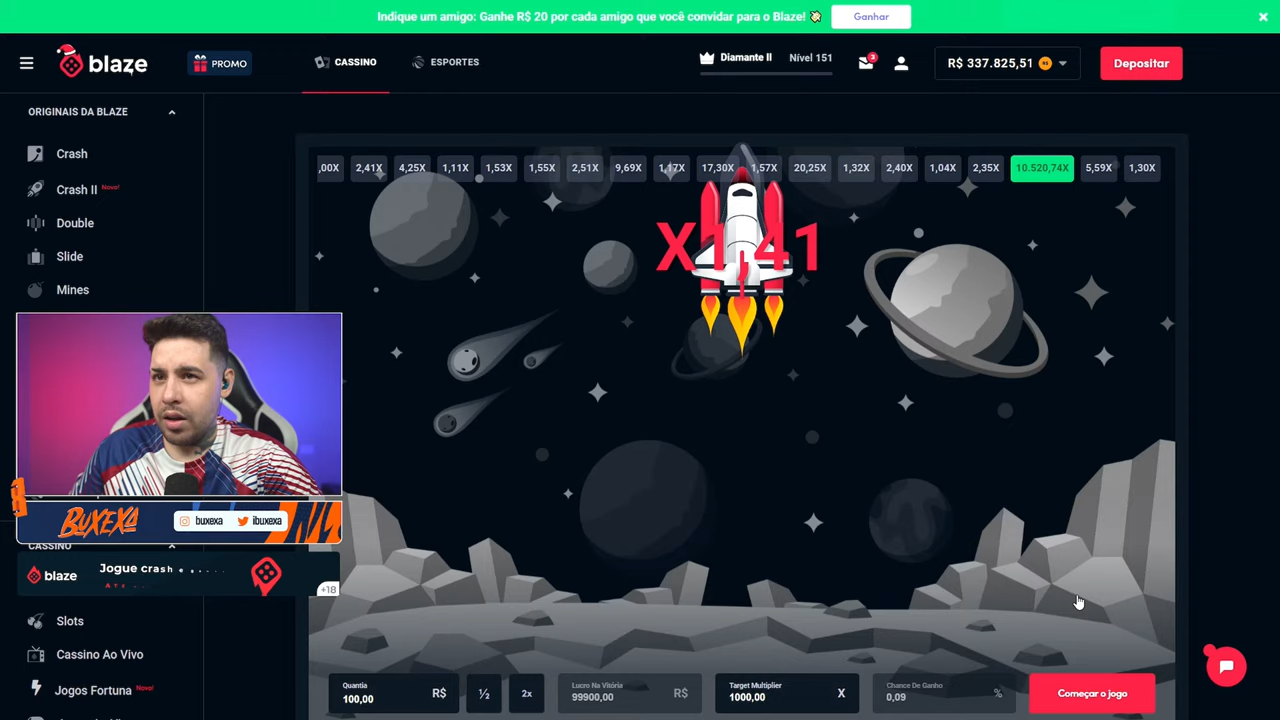 Indique um amigo: Ganhe R$ 20 por cada amigo que você convidar para o Blaze!
Ganhar
blaze
PROMO
CASSINO
ESPORTES
Diamante II
Nível 151
3
R$ 337.825,51
Depositar
ORIGINAIS DA BLAZE
Crash
Crash II Novo!
Double
Slide
Mines
,00X 2,41X 4,25X 1,11X 1,53X 1,55X 2,51X 9,69X 1,17X 17,30X 1,57X 20,25X 1,32X 2,40X 1,04X 2,35X 10.520,74X 5,59X 1,30X
X1,41
BUXEXA
buxexa
ibuxexa
CASSINO
blaze
Jogue crash e
+18
Slots
Cassino Ao Vivo
Jogos Fortuna Novo!
Quantia
100,00
R$
½
2x
Lucro Na Vitória
99900,00
R$
Target Multiplier
1000,00
X
Chance De Ganho
0,09
%
Começar o jogo